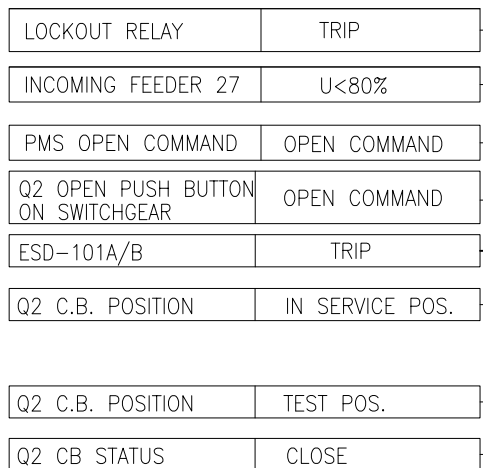 LOCKOUT RELAY TRIP
INCOMING FEEDER 27 U<80%
PMS OPEN COMMAND OPEN COMMAND
Q2 OPEN PUSH BUTTON
ON SWITCHGEAR OPEN COMMAND
ESD-101A/B TRIP
Q2 C.B. POSITION IN SERVICE POS.
Q2 C.B. POSITION TEST POS.
Q2 CB STATUS CLOSE